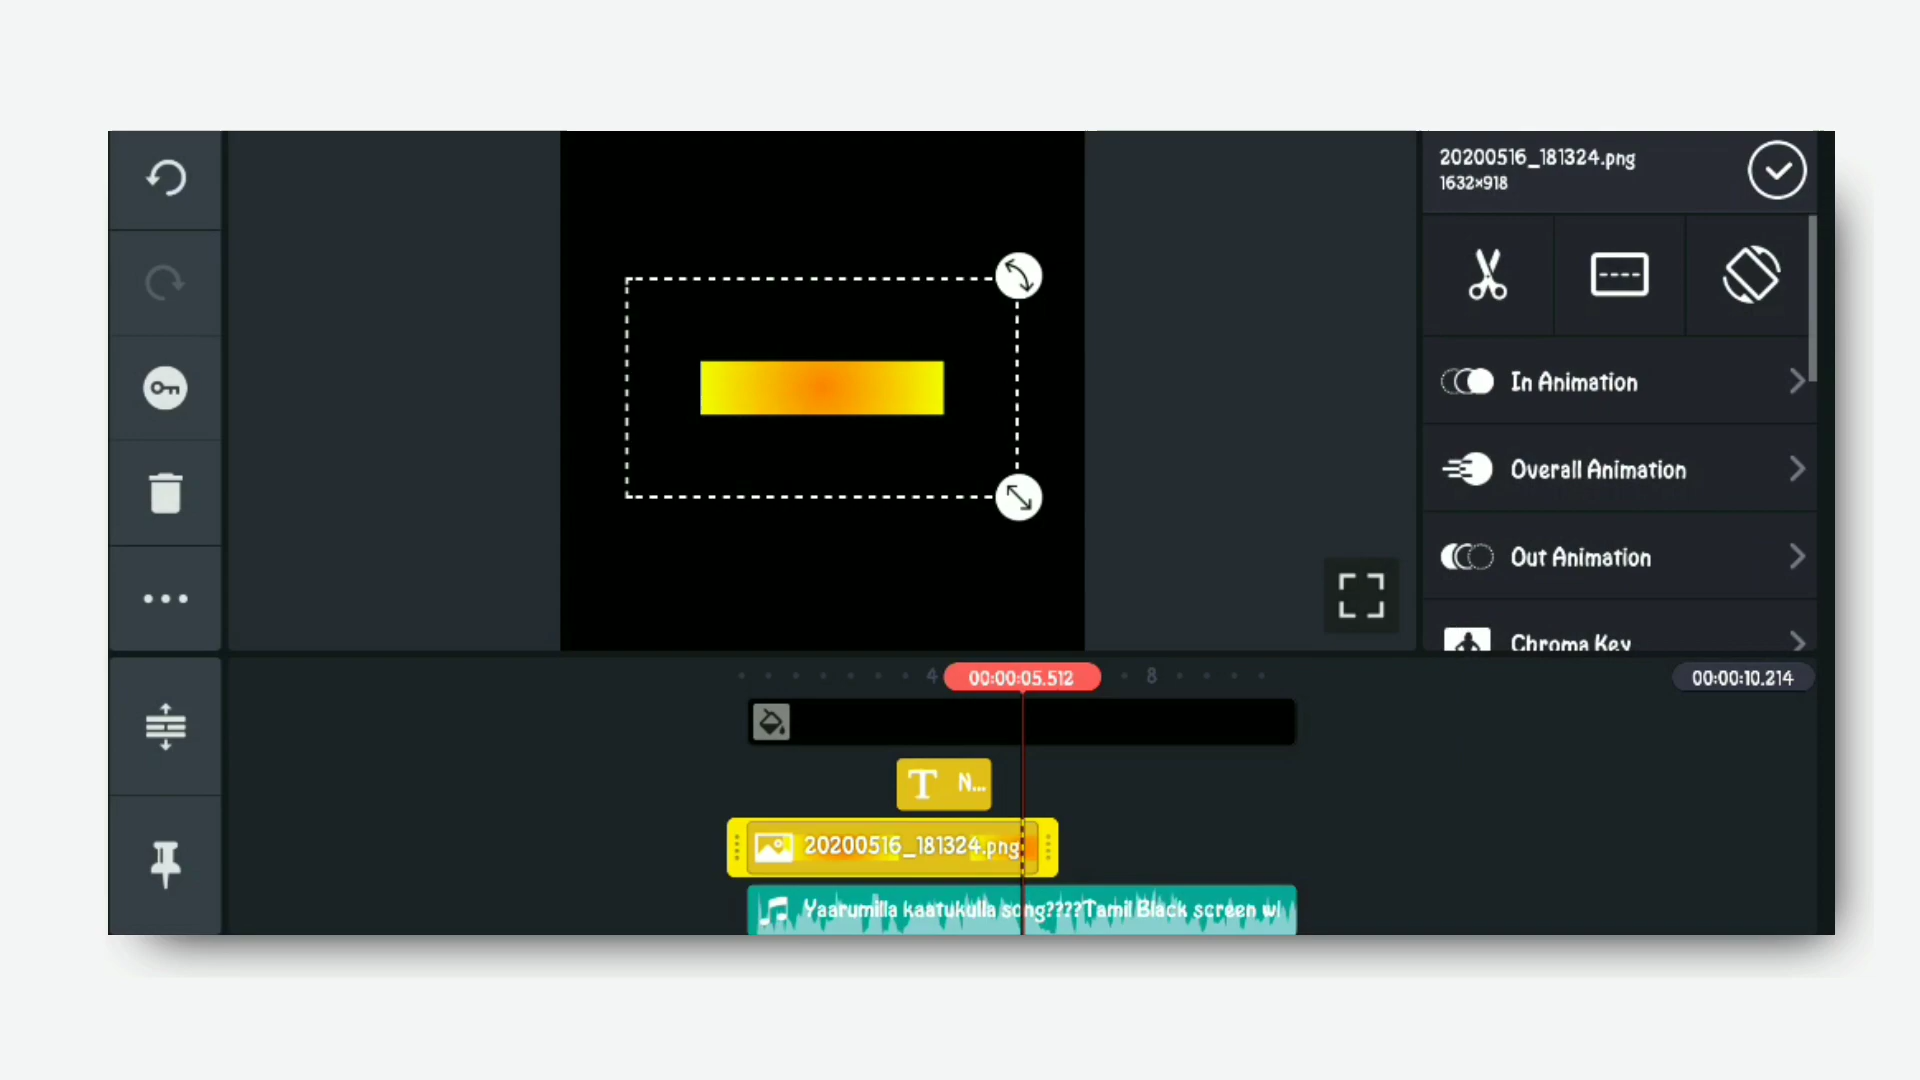 20200516_181324.png
1632×918
In Animation
Overall Animation
Out Animation
Chroma Key
4
00:00:05.512
8
00:00:10.214
T N...
20200516_181324.png
Yaarumilla kaatukulla song????Tamil Black screen wl